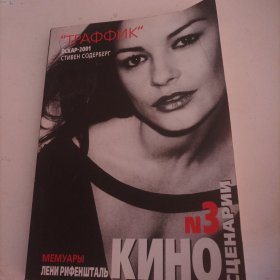 "ТРАФФИК"
ОСКАР-2001
СТИВЕН СОДЕРБЕРГ
N3
МЕМУАРЫ
ЛЕНИ РИФЕНШТАЛЬ
КИНО
СЦЕНАРИИ